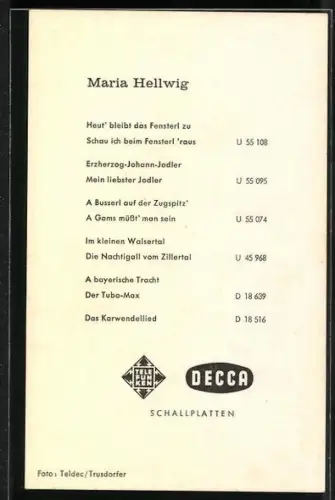 Maria Hellwig
Heut' bleibt das Fensterl zu
Schau ich beim Fensterl 'raus U 55 108
Erzherzog-Johann-Jodler
Mein liebster Jodler U 55 095
A Busserl auf der Zugspitz'
A Gams müßt' man sein U 55 074
Im kleinen Walsertal
Die Nachtigall vom Zillertal U 45 968
A bayerische Tracht
Der Tuba-Max D 18 639
Das Karwendellied D 18 516
TELE
FUN
KEN
DECCA
SCHALLPLATTEN
Foto: Teldec/Trusdorfer